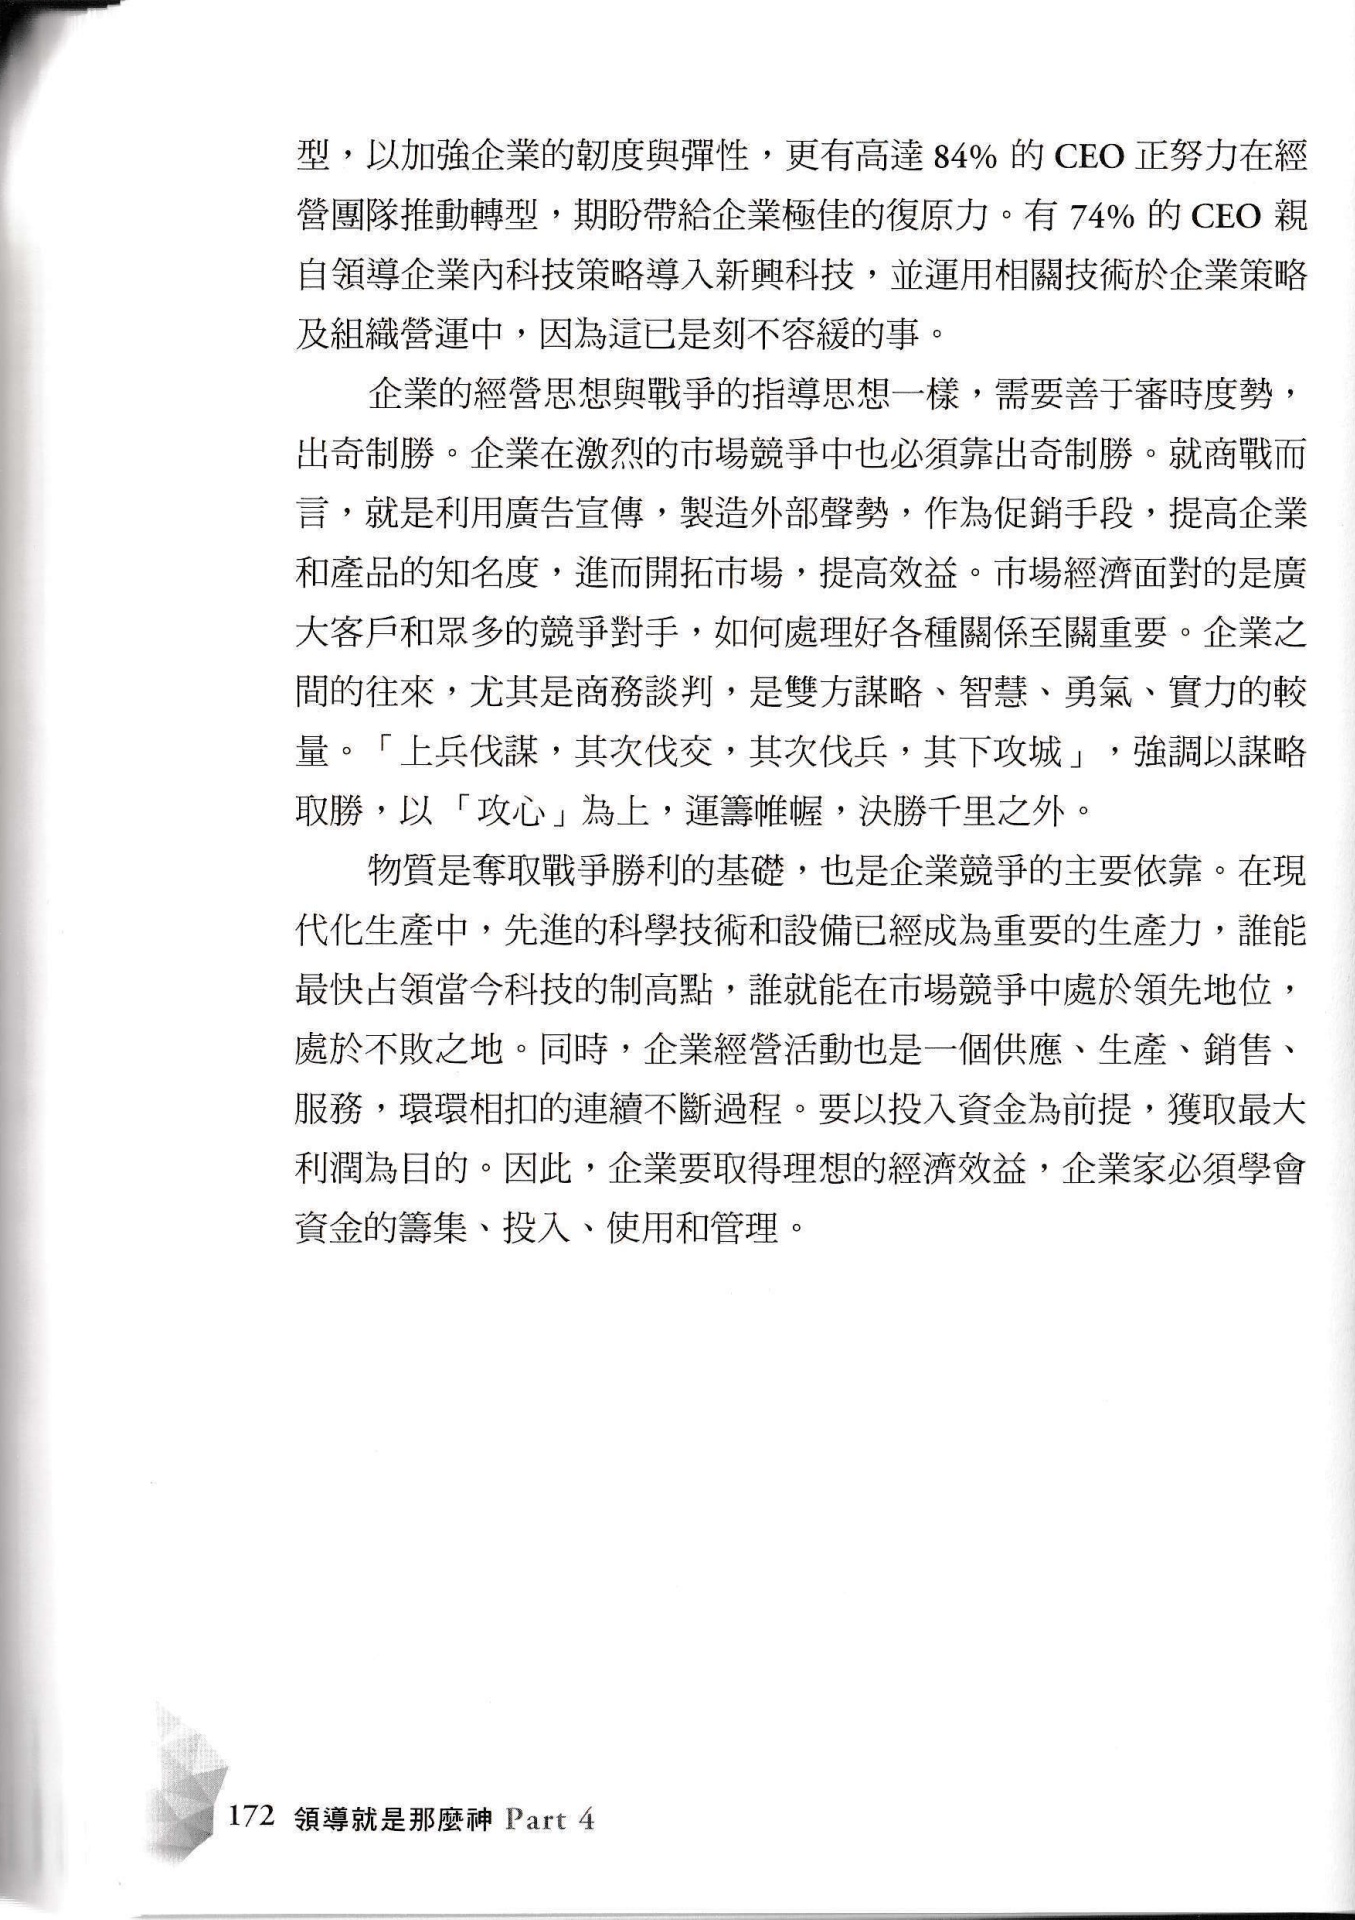 型，以加強企業的韌度與彈性，更有高達 84% 的 CEO 正努力在經
營團隊推動轉型，期盼帶給企業極佳的復原力。有 74% 的 CEO 親
自領導企業內科技策略導入新興科技，並運用相關技術於企業策略
及組織營運中，因為這已是刻不容緩的事。
企業的經營思想與戰爭的指導思想一樣，需要善于審時度勢，
出奇制勝。企業在激烈的市場競爭中也必須靠出奇制勝。就商戰而
言，就是利用廣告宣傳，製造外部聲勢，作為促銷手段，提高企業
和產品的知名度，進而開拓市場，提高效益。市場經濟面對的是廣
大客戶和眾多的競爭對手，如何處理好各種關係至關重要。企業之
間的往來，尤其是商務談判，是雙方謀略、智慧、勇氣、實力的較
量。「上兵伐謀，其次伐交，其次伐兵，其下攻城」，強調以謀略
取勝，以「攻心」為上，運籌帷幄，決勝千里之外。
物質是奪取戰爭勝利的基礎，也是企業競爭的主要依靠。在現
代化生產中，先進的科學技術和設備已經成為重要的生產力，誰能
最快占領當今科技的制高點，誰就能在市場競爭中處於領先地位，
處於不敗之地。同時，企業經營活動也是一個供應、生產、銷售、
服務，環環相扣的連續不斷過程。要以投入資金為前提，獲取最大
利潤為目的。因此，企業要取得理想的經濟效益，企業家必須學會
資金的籌集、投入、使用和管理。
172 領導就是那麼神 Part 4